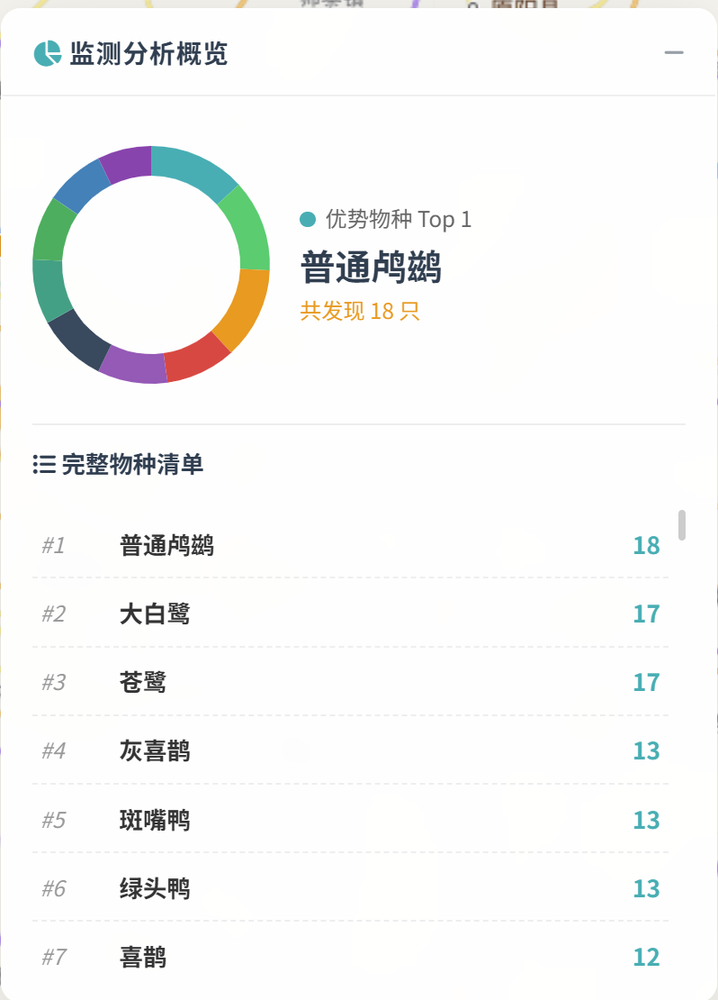 监测分析概览
优势物种 Top 1
普通鸬鹚
共发现 18 只
完整物种清单
#1 普通鸬鹚 18
#2 大白鹭 17
#3 苍鹭 17
#4 灰喜鹊 13
#5 斑嘴鸭 13
#6 绿头鸭 13
#7 喜鹊 12